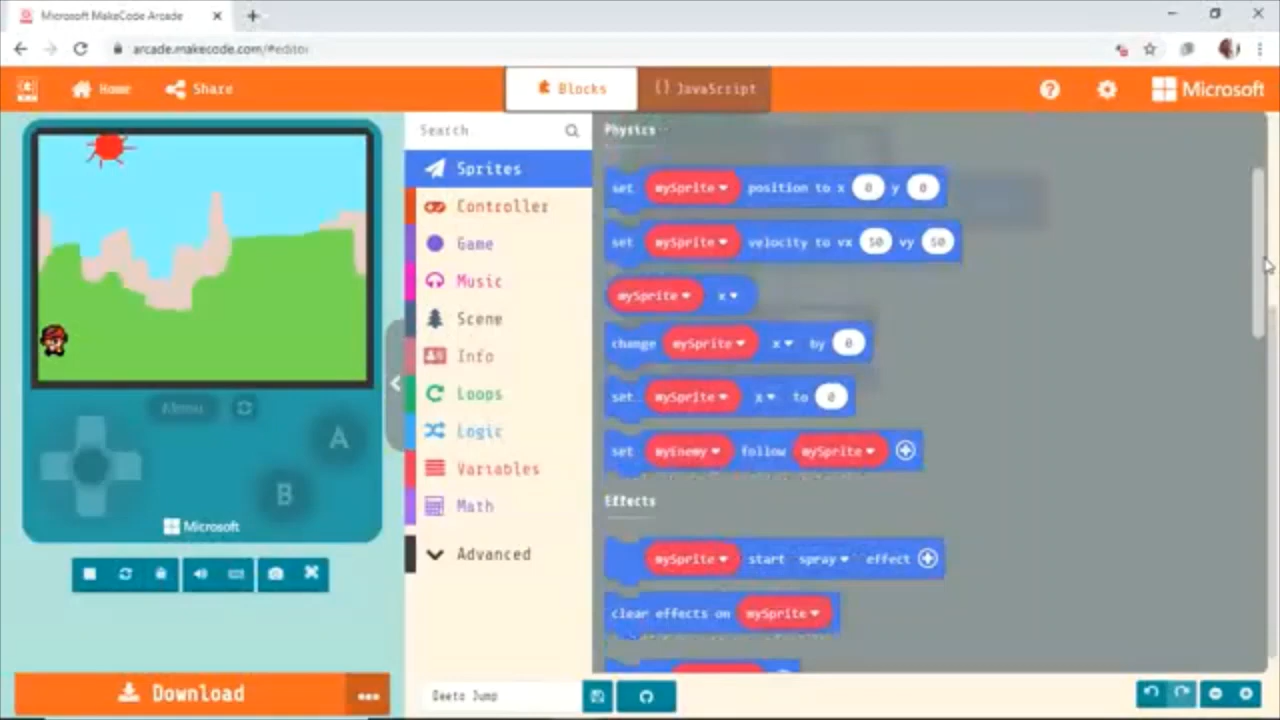 Microsoft MakeCode Arcade
arcade.makecode.com/#editor
Home
Share
Blocks
{} JavaScript
Microsoft
Search
Sprites
Controller
Game
Music
Scene
Info
Loops
Logic
Variables
Math
Advanced
Physics
set mySprite position to x 0 y 0
set mySprite velocity to vx 50 vy 50
mySprite x
change mySprite x by 0
set mySprite x to 0
set myEnemy follow mySprite
Effects
mySprite start spray effect
clear effects on mySprite
Menu
A
B
Microsoft
Download
Geeto Jump